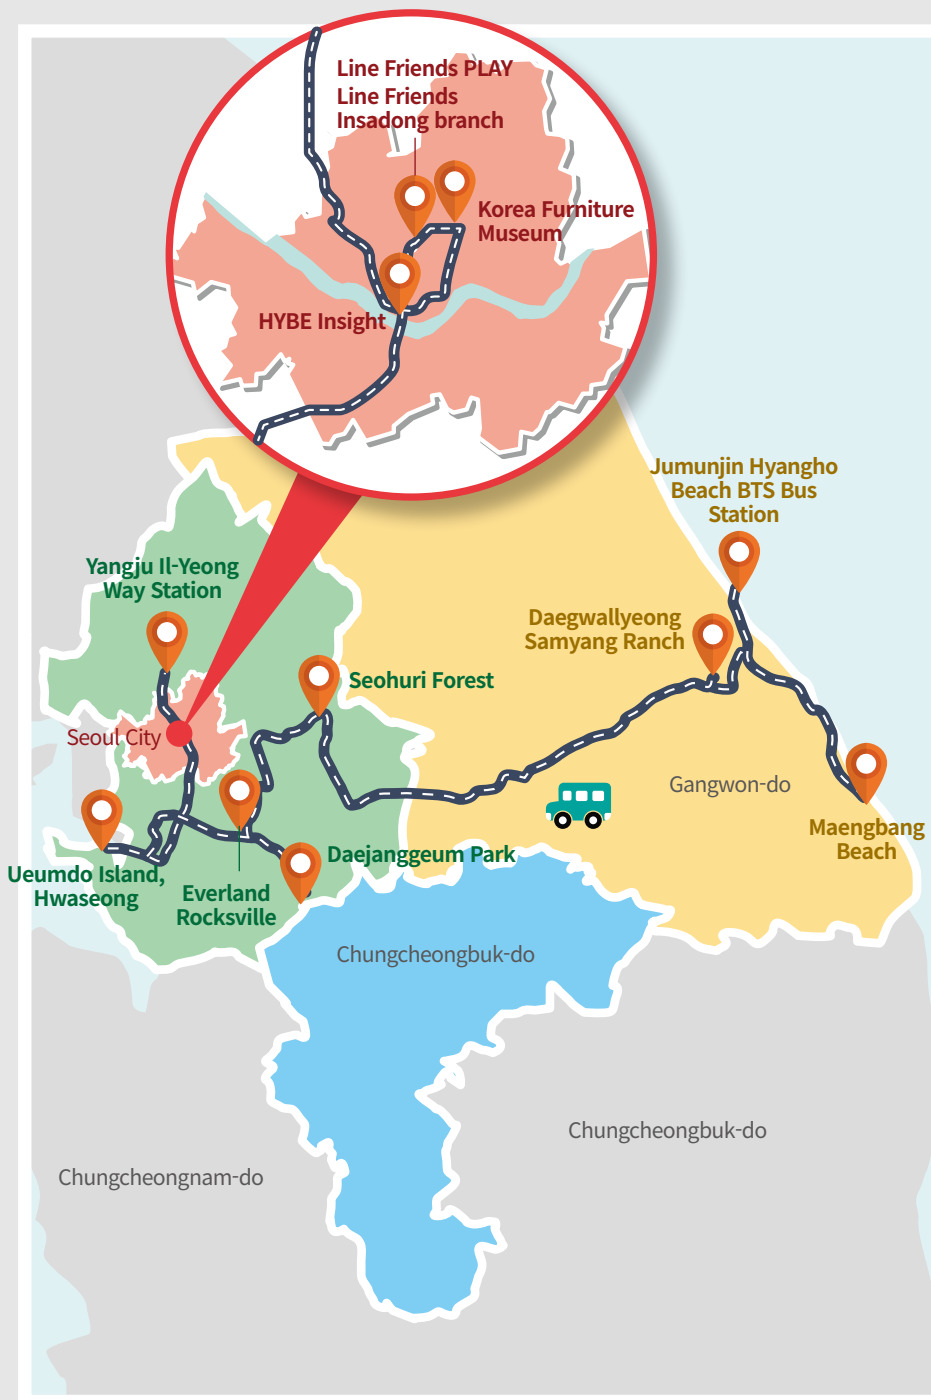 Line Friends PLAY
Line Friends
Insadong branch
Korea Furniture
Museum
HYBE Insight
Jumunjin Hyangho
Beach BTS Bus
Station
Yangju Il-Yeong
Way Station
Daegwallyeong
Samyang Ranch
Seohuri Forest
Seoul City
Gangwon-do
Maengbang
Beach
Daejanggeum Park
Ueumdo Island,
Hwaseong
Everland
Rocksville
Chungcheongbuk-do
Chungcheongbuk-do
Chungcheongnam-do